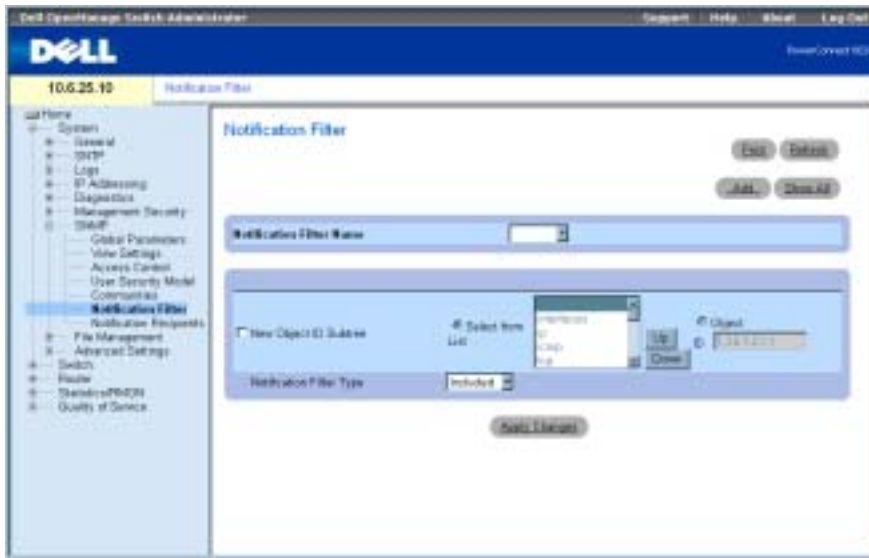 Dell OpenManage Switch Administrator
Support Help About Log Out
DELL
10.6.25.10
Notification Filter
Home
System
General
SNTP
Logs
IP Addressing
Diagnostics
Management Security
SNMP
Global Parameters
View Settings
Access Control
User Security Model
Communities
Notification Filter
Notification Recipients
File Management
Advanced Settings
Switch
Router
Statistics/RMON
Quality of Service
Notification Filter
Print Refresh
Add Show All
Notification Filter Name
New Object ID Subtree
Select from List
interfaces
ip
icmp
tcp
Up
Down
Object ID
Notification Filter Type
Included
Apply Changes